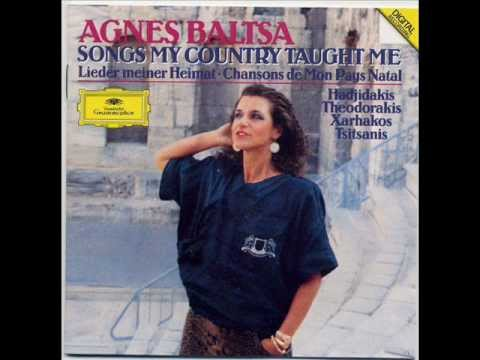 AGNES BALTSA
SONGS MY COUNTRY TAUGHT ME
Lieder meiner Heimat · Chansons de Mon Pays Natal
Deutsche
Grammophon
Hadjidakis
Theodorakis
Xarhakos
Tsitsanis
DIGITAL